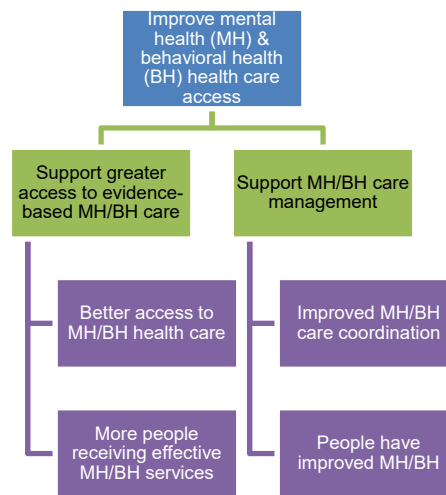 Improve mental
health (MH) &
behavioral health
(BH) health care
access
Support greater
access to evidence-
based MH/BH care
Support MH/BH care
management
Better access to
MH/BH health care
Improved MH/BH
care coordination
More people
receiving effective
MH/BH services
People have
improved MH/BH